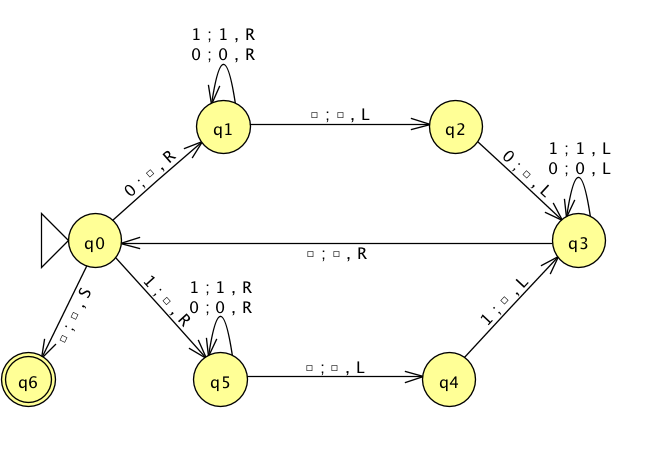 1 ; 1 , R
0 ; 0 , R
q1
□ ; □ , L
q2
1 ; 1 , L
0 ; 0 , L
0 ; □ , R
0 ; □ , L
q0
q3
□ ; □ , R
1 ; □ , R
1 ; 1 , R
0 ; 0 , R
1 ; □ , L
□ ; □ , S
q6
q5
□ ; □ , L
q4